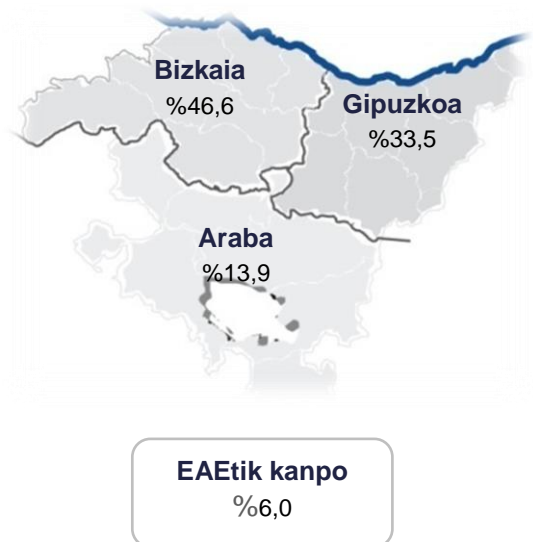 Bizkaia
%46,6
Gipuzkoa
%33,5
Araba
%13,9
EAEtik kanpo
%6,0